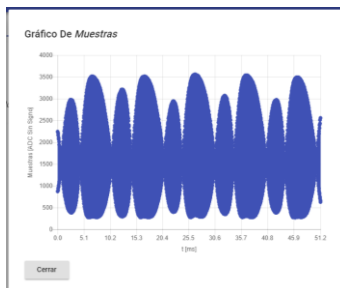 Gráfico De Muestras
Muestras [ADC Sin Signo]
4000
3500
3000
2500
2000
1500
1000
500
0
0.0 5.1 10.2 15.3 20.4 25.5 30.6 35.7 40.8 45.9 51.2
t [ms]
Cerrar